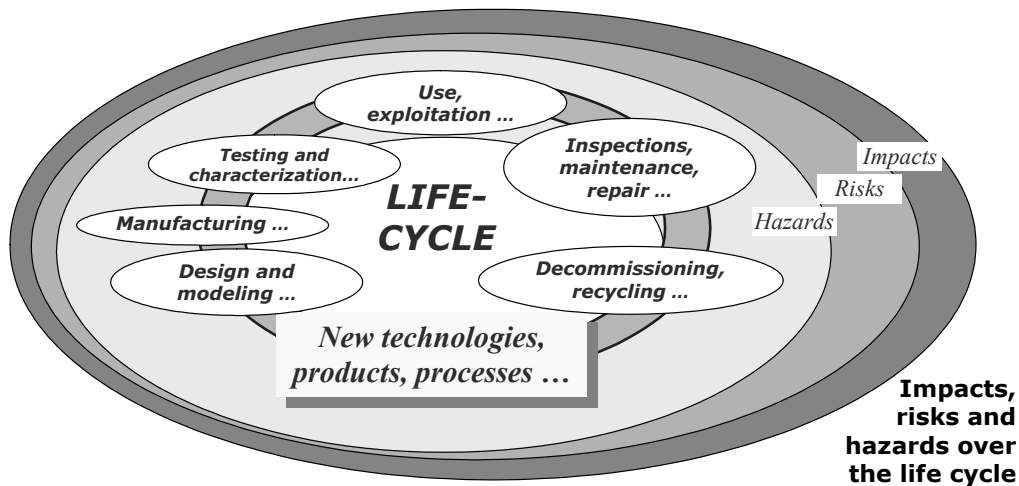 Use,
exploitation ...
Testing and
characterization...
Inspections,
maintenance,
repair ...
Impacts
Risks
Hazards
LIFE-
CYCLE
Manufacturing ...
Design and
modeling ...
Decommissioning,
recycling ...
New technologies,
products, processes ...
Impacts,
risks and
hazards over
the life cycle